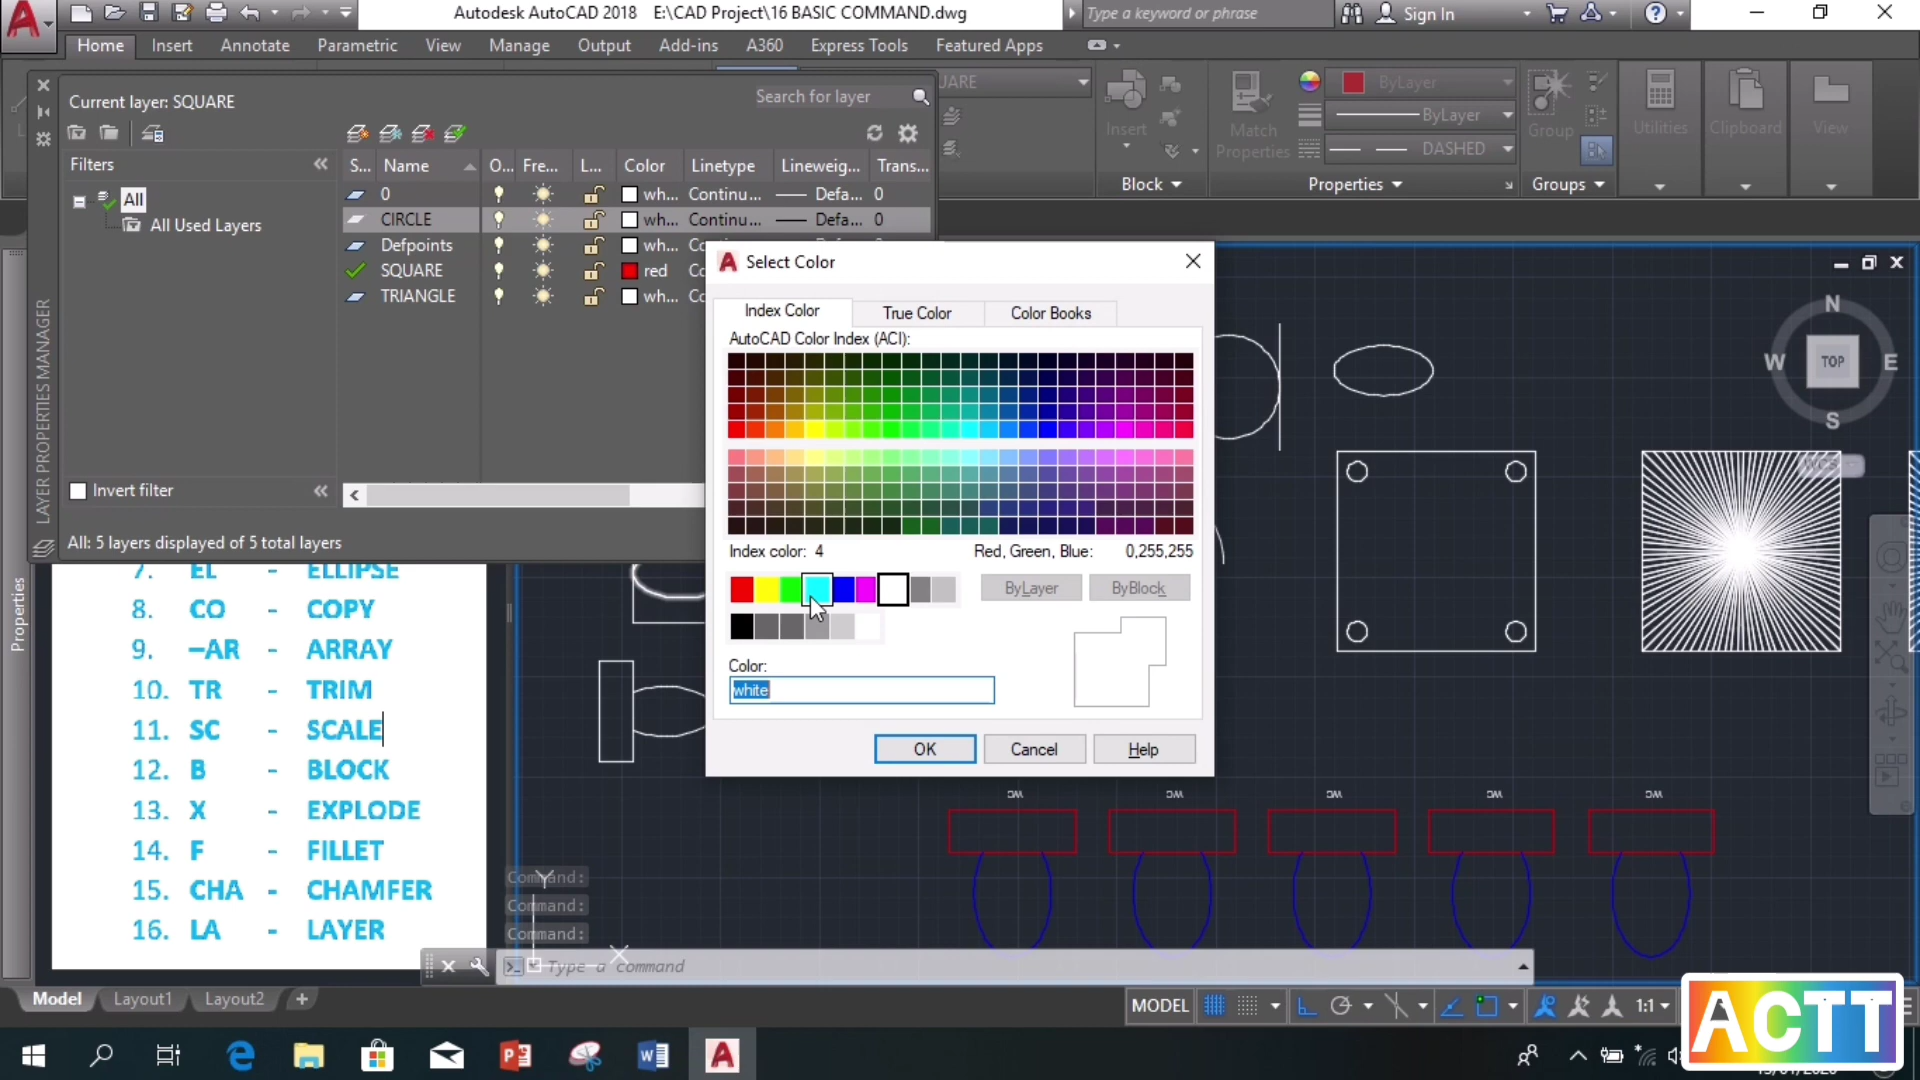 Autodesk AutoCAD 2018 E:\CAD Project\16 BASIC COMMAND.dwg
Type a keyword or phrase
Sign In
Home Insert Annotate Parametric View Manage Output Add-ins A360 Express Tools Featured Apps
Current layer: SQUARE
Search for layer
Filters
All
All Used Layers
S... Name O... Fre... L... Color Linetype Lineweig... Trans...
0 wh... Continu... Defa... 0
CIRCLE wh... Continu... Defa... 0
Defpoints wh...
SQUARE red
TRIANGLE wh...
Invert filter
All: 5 layers displayed of 5 total layers
LAYER PROPERTIES MANAGER
Properties
Insert
Block
Match
Properties
ByLayer
ByLayer
DASHED
Properties
Group
Groups
Utilities
Clipboard
View
Select Color
Index Color True Color Color Books
AutoCAD Color Index (ACI):
Index color: 4 Red, Green, Blue: 0,255,255
ByLayer ByBlock
Color:
white
OK Cancel Help
N
W TOP E
S
7. EL - ELLIPSE
8. CO - COPY
9. –AR - ARRAY
10. TR - TRIM
11. SC - SCALE
12. B - BLOCK
13. X - EXPLODE
14. F - FILLET
15. CHA - CHAMFER
16. LA - LAYER
WC WC WC WC WC
Y
X
Command:
Command:
Command:
Type a command
Model Layout1 Layout2 +
MODEL 1:1
ACTT